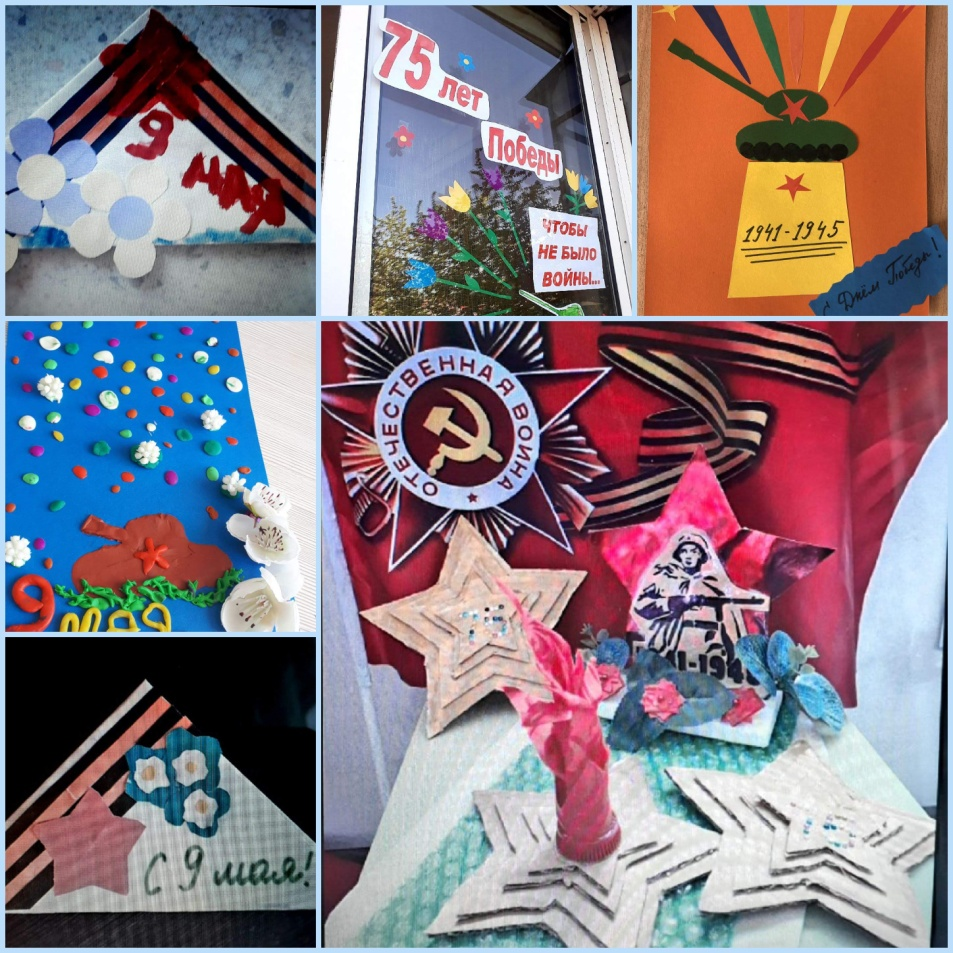 9
мая
75 лет
Победы
ЧТОБЫ
НЕ БЫЛО
ВОЙНЫ...
1941-1945
с Днём Победы!
9
мая
ОТЕЧЕСТВЕННАЯ ВОЙНА
С 9 мая!